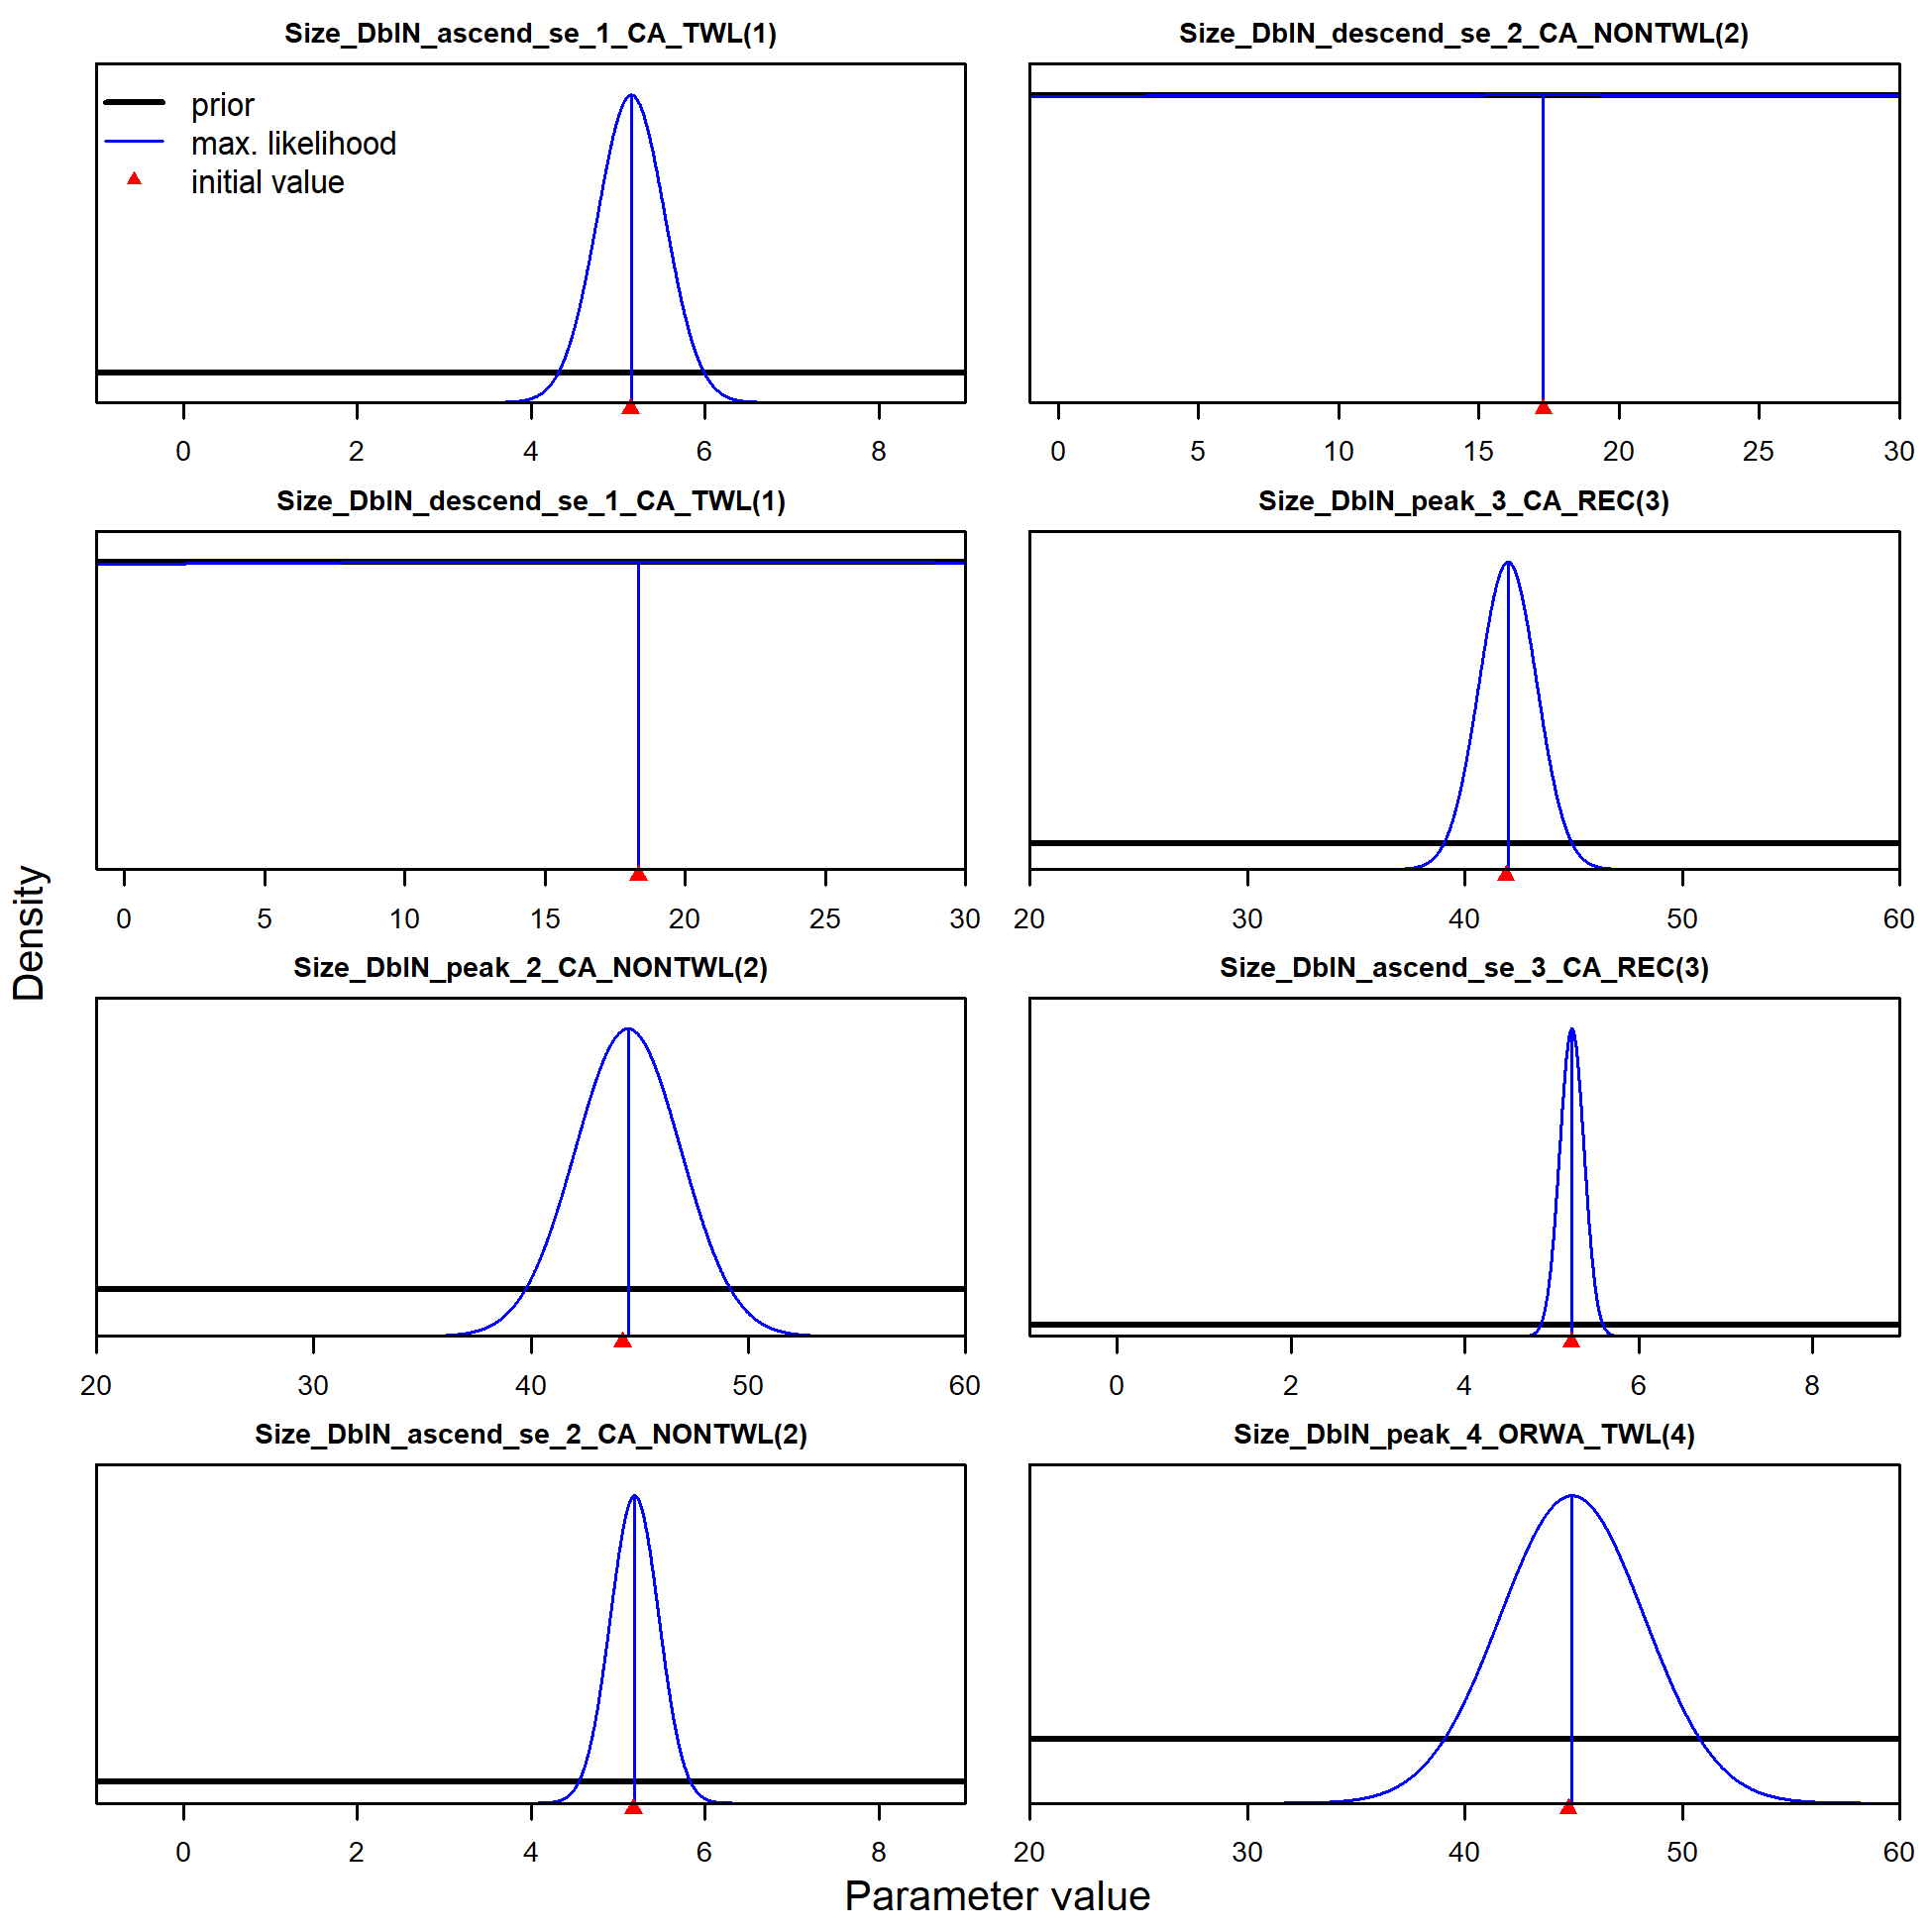 Size_DblN_ascend_se_1_CA_TWL(1)
prior
max. likelihood
initial value
0 2 4 6 8
Size_DblN_descend_se_2_CA_NONTWL(2)
0 5 10 15 20 25 30
Size_DblN_descend_se_1_CA_TWL(1)
0 5 10 15 20 25 30
Size_DblN_peak_3_CA_REC(3)
20 30 40 50 60
Size_DblN_peak_2_CA_NONTWL(2)
20 30 40 50 60
Size_DblN_ascend_se_3_CA_REC(3)
0 2 4 6 8
Size_DblN_ascend_se_2_CA_NONTWL(2)
0 2 4 6 8
Size_DblN_peak_4_ORWA_TWL(4)
20 30 40 50 60
Density
Parameter value